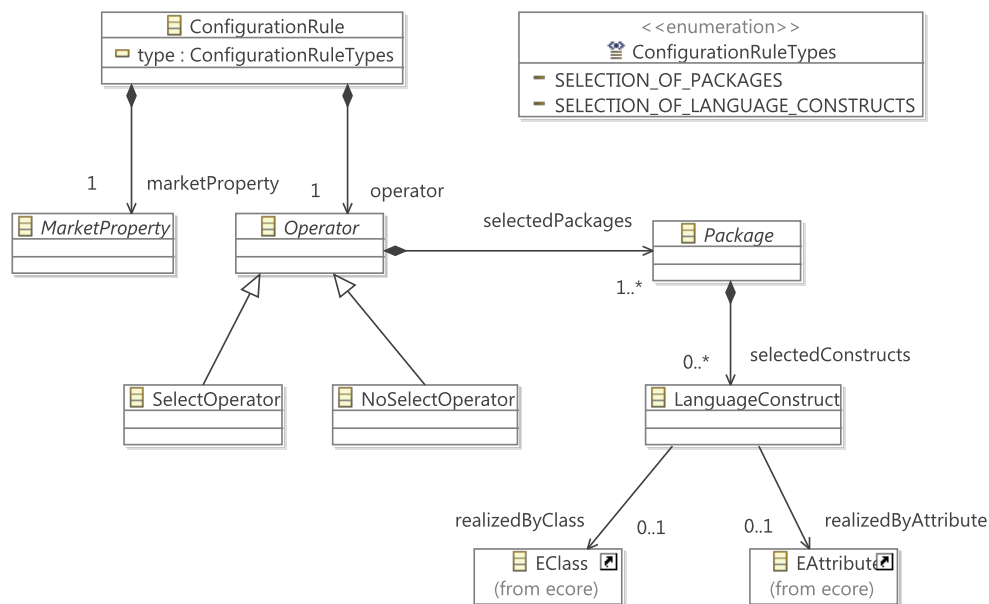 ConfigurationRule
type : ConfigurationRuleTypes
<<enumeration>>
ConfigurationRuleTypes
SELECTION_OF_PACKAGES
SELECTION_OF_LANGUAGE_CONSTRUCTS
1
marketProperty
1
operator
MarketProperty
Operator
selectedPackages
1..*
Package
0..*
selectedConstructs
SelectOperator
NoSelectOperator
LanguageConstruct
realizedByClass
0..1
0..1
realizedByAttribute
EClass
(from ecore)
EAttribute
(from ecore)